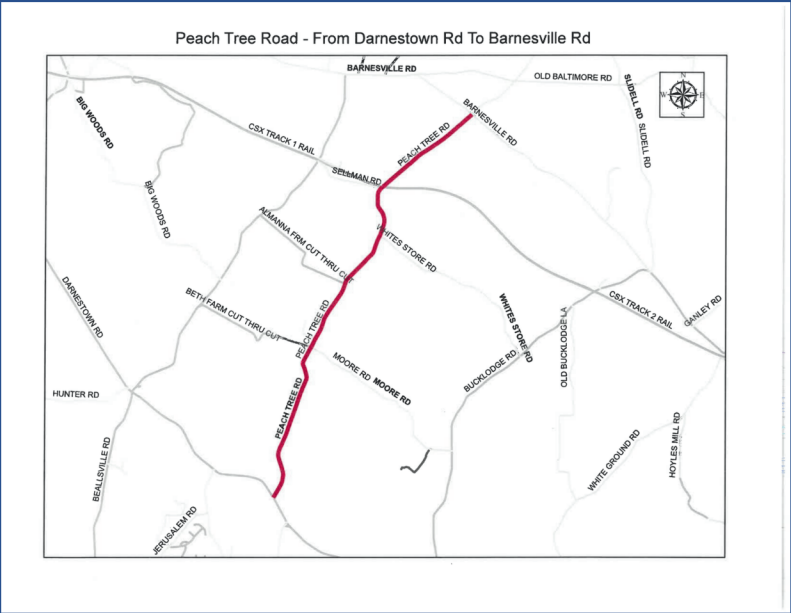 Peach Tree Road - From Darnestown Rd To Barnesville Rd
BARNESVILLE RD
OLD BALTIMORE RD
SLIDELL RD
SLIDELL RD
N
W
E
S
BIG WOODS RD
BARNESVILLE RD
CSX TRACK 1 RAIL
PEACH TREE RD
SELLMAN RD
BIG WOODS RD
ALMANNA FRM CUT THRU CUT
WHITES STORE RD
DARNESTOWN RD
BETH FARM CUT THRU CUT
PEACH TREE RD
WHITES STORE RD
CSX TRACK 2 RAIL
GANLEY RD
OLD BUCKLODGE LA
MOORE RD
MOORE RD
BUCKLODGE RD
HUNTER RD
PEACH TREE RD
BEALLSVILLE RD
WHITE GROUND RD
HOYLES MILL RD
JERUSALEM RD